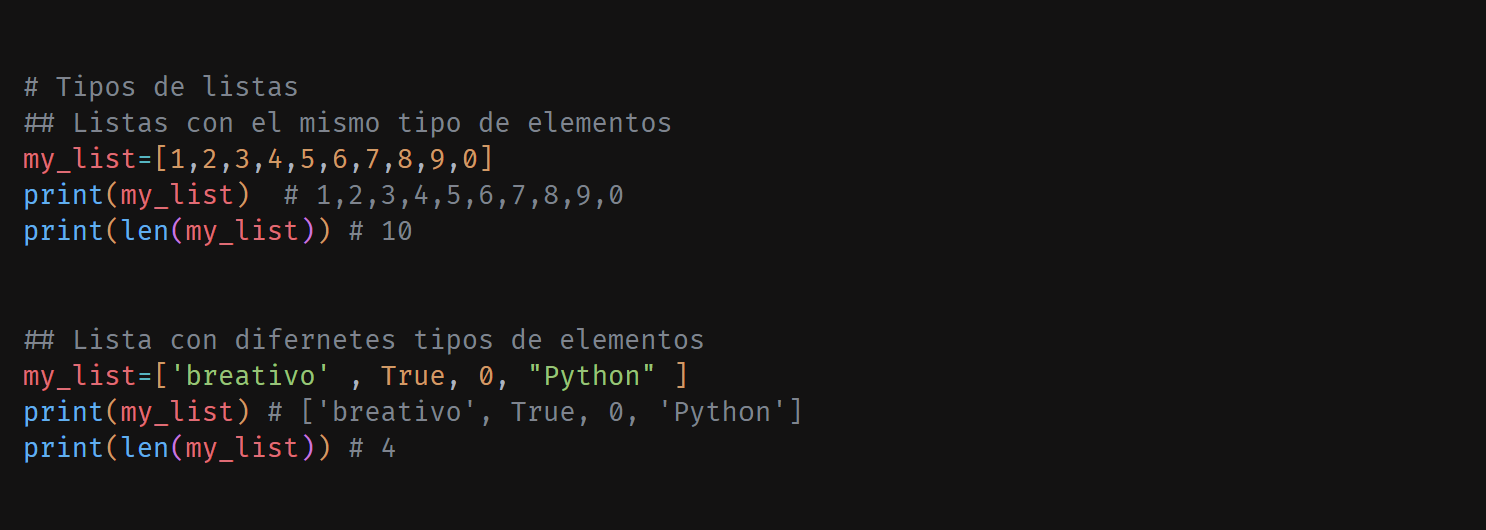 # Tipos de listas
## Listas con el mismo tipo de elementos
my_list=[1,2,3,4,5,6,7,8,9,0]
print(my_list)  # 1,2,3,4,5,6,7,8,9,0
print(len(my_list)) # 10
## Lista con difernetes tipos de elementos
my_list=['breativo' , True, 0, "Python" ]
print(my_list) # ['breativo', True, 0, 'Python']
print(len(my_list)) # 4